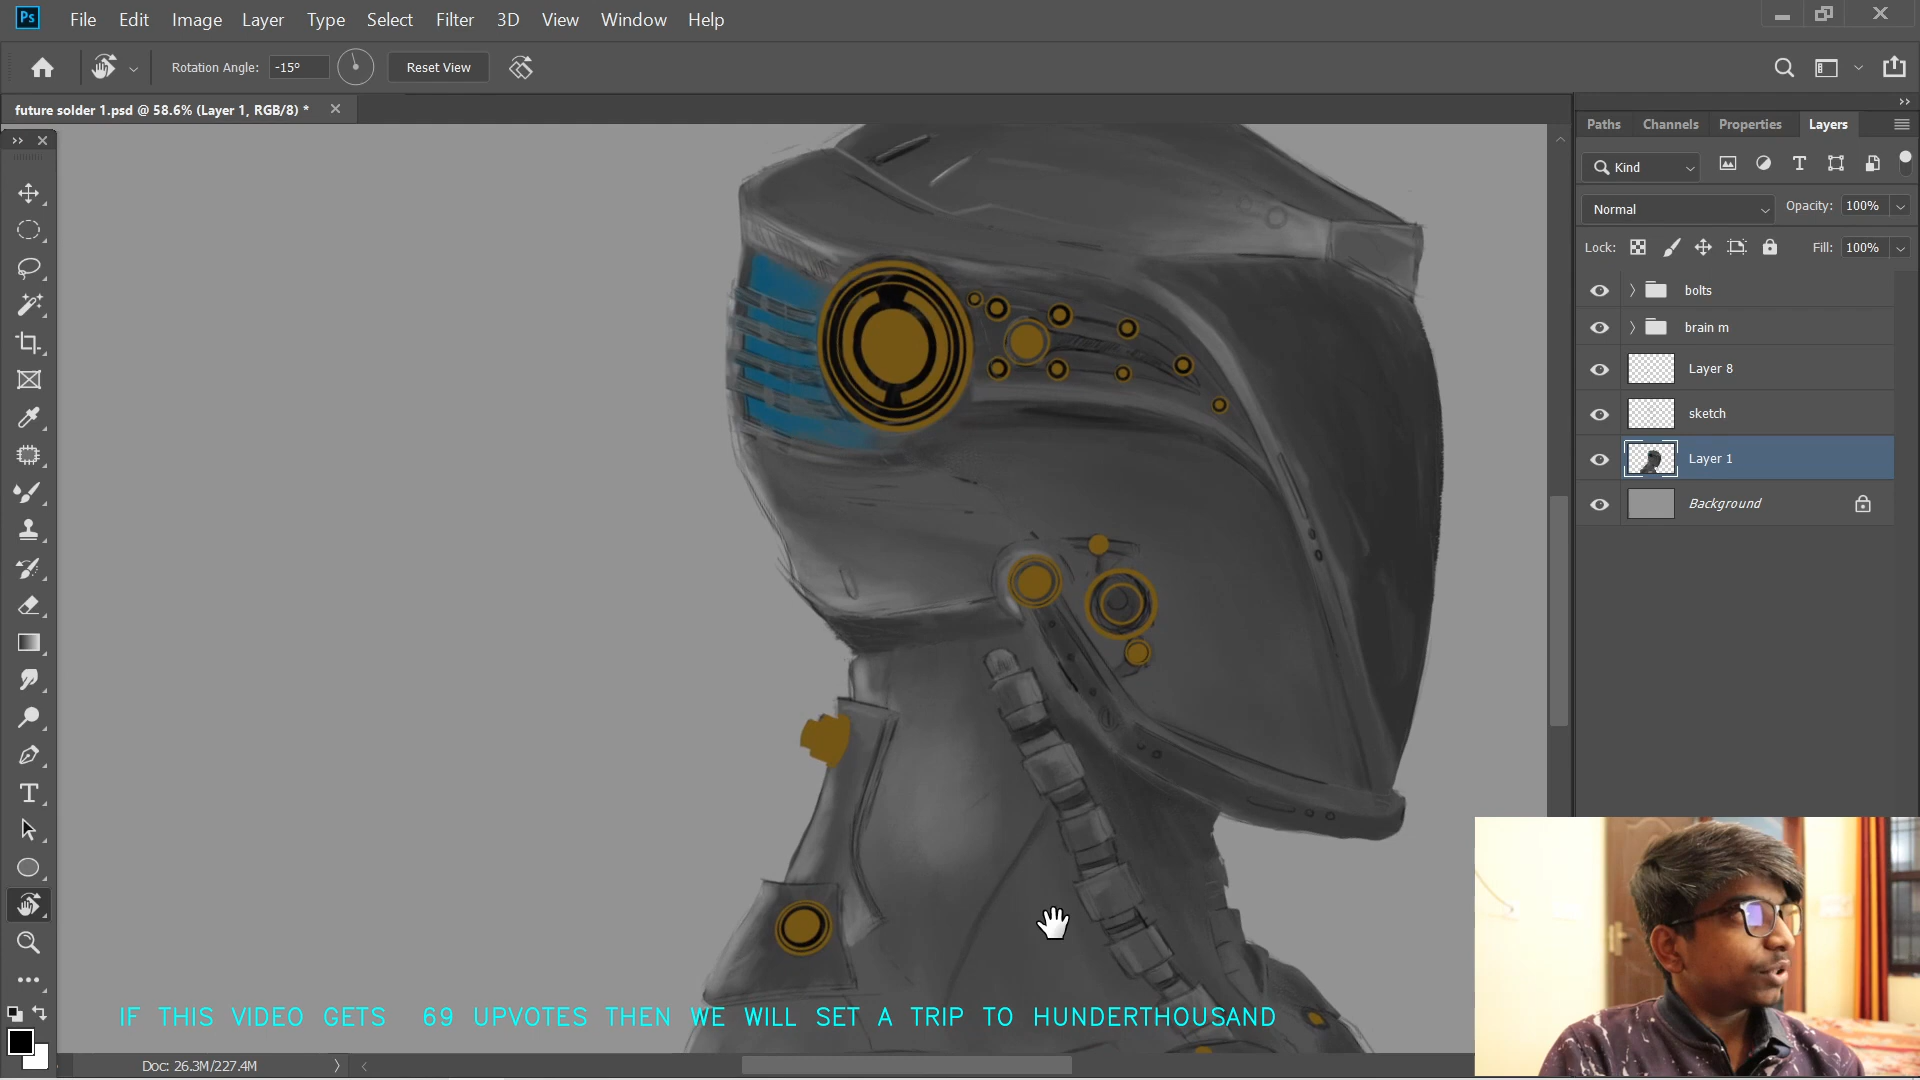 Ps File Edit Image Layer Type Select Filter 3D View Window Help
Rotation Angle: -15° Reset View
future solder 1.psd @ 58.6% (Layer 1, RGB/8) *
Paths Channels Properties Layers
Kind
Normal Opacity: 100%
Lock: Fill: 100%
bolts
brain m
Layer 8
sketch
Layer 1
Background
IF THIS VIDEO GETS 69 UPVOTES THEN WE WILL SET A TRIP TO HUNDERTHOUSAND
Doc: 26.3M/227.4M